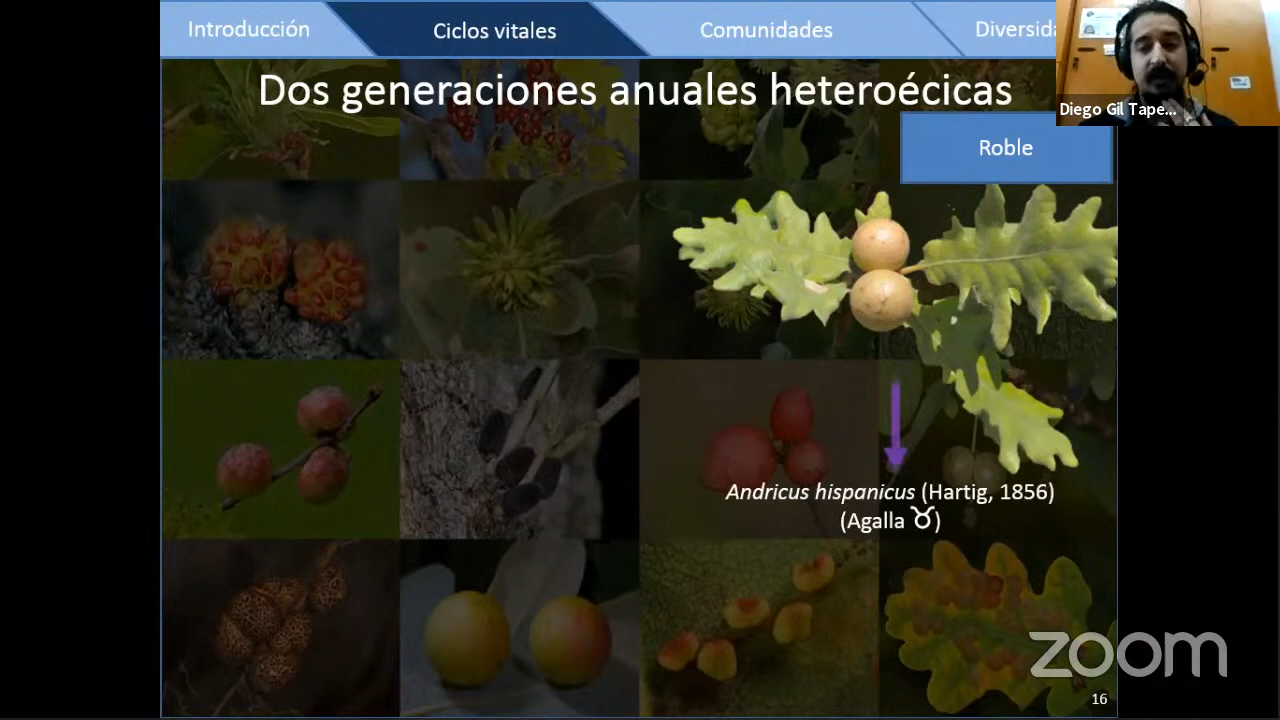 Introducción
Ciclos vitales
Comunidades
Diversida
Dos generaciones anuales heteroécicas
Diego Gil Tape...
Roble
Andricus hispanicus (Hartig, 1856)
(Agalla ♉)
zoom
16